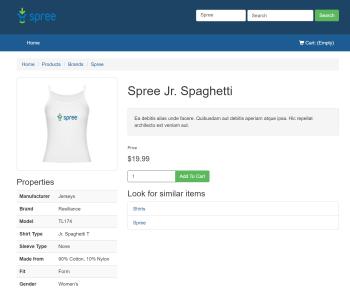 spree
Spree
Search
Search
Home
Cart: (Empty)
Home / Products / Brands / Spree
spree
Spree Jr. Spaghetti
Ea debitis alias unde facere. Quibusdam aut debitis aperiam atque ipsa. Hic repellat
architecto est veniam aut.
Price
$19.99
1
Add To Cart
Look for similar items
Shirts
Spree
Properties
Manufacturer Jerseys
Brand Resiliance
Model TL174
Shirt Type Jr. Spaghetti T
Sleeve Type None
Made from 90% Cotton, 10% Nylon
Fit Form
Gender Women's